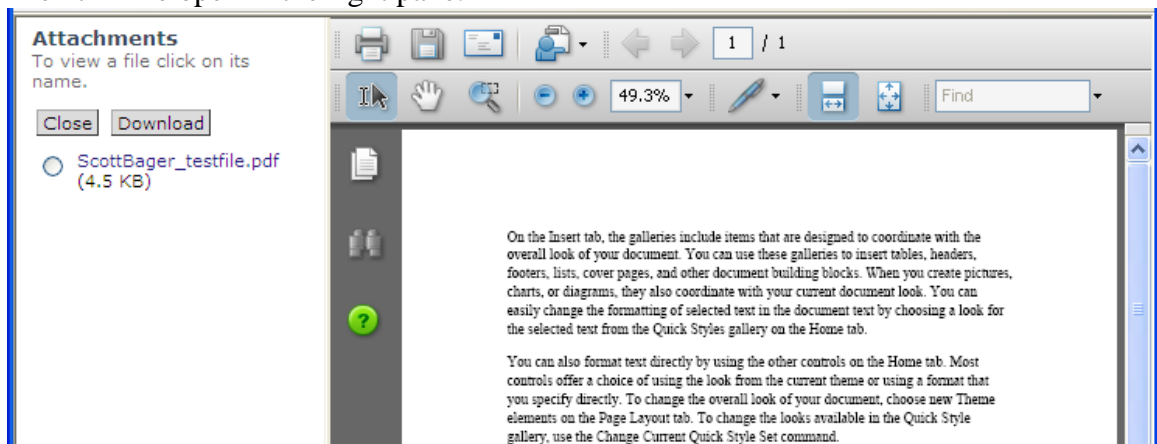 Attachments
To view a file click on its
name.
Close Download
ScottBager_testfile.pdf
(4.5 KB)
1 / 1
49.3%
Find
On the Insert tab, the galleries include items that are designed to coordinate with the
overall look of your document. You can use these galleries to insert tables, headers,
footers, lists, cover pages, and other document building blocks. When you create pictures,
charts, or diagrams, they also coordinate with your current document look. You can
easily change the formatting of selected text in the document text by choosing a look for
the selected text from the Quick Styles gallery on the Home tab.
You can also format text directly by using the other controls on the Home tab. Most
controls offer a choice of using the look from the current theme or using a format that
you specify directly. To change the overall look of your document, choose new Theme
elements on the Page Layout tab. To change the looks available in the Quick Style
gallery, use the Change Current Quick Style Set command.